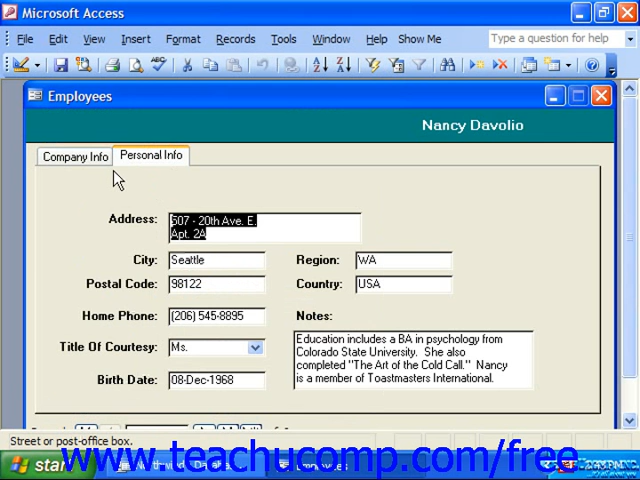 Microsoft Access
File Edit View Insert Format Records Tools Window Help Show Me Type a question for help
Employees
Nancy Davolio
Company Info Personal Info
Address: 507 - 20th Ave. E.
Apt. 2A
City: Seattle Region: WA
Postal Code: 98122 Country: USA
Home Phone: (206) 545-8895 Notes:
Education includes a BA in psychology from
Colorado State University. She also
completed "The Art of the Cold Call." Nancy
is a member of Toastmasters International.
Title Of Courtesy: Ms.
Birth Date: 08-Dec-1968
Street or post-office box.
start
www.teachucomp.com/free